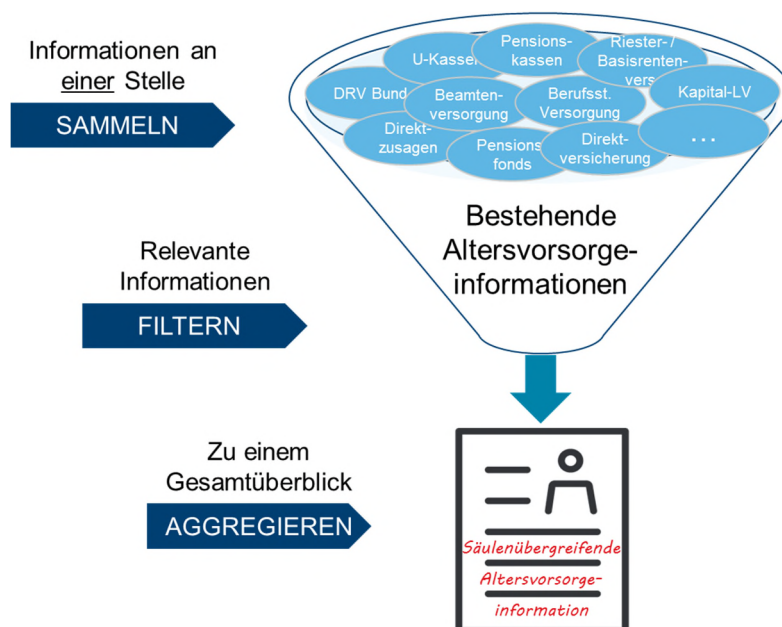 Informationen an
einer Stelle
SAMMELN
Relevante
Informationen
FILTERN
Zu einem
Gesamtüberblick
AGGREGIEREN
U-Kassen
Pensions-
kassen
Riester- /
Basisrenten-
vers.
DRV Bund
Beamten-
versorgung
Berufsst.
Versorgung
Kapital-LV
Direkt-
zusagen
Pensions
fonds
Direkt-
versicherung
...
Bestehende
Altersvorsorge-
informationen
Säulenübergreifende
Altersvorsorge-
information